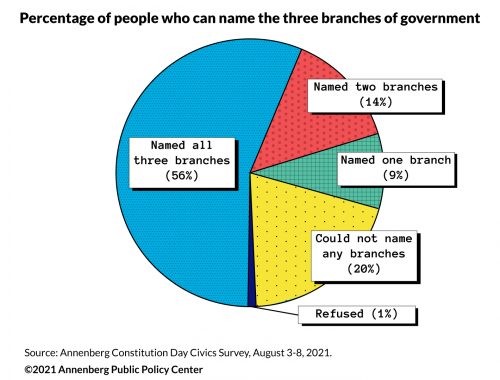 Percentage of people who can name the three branches of government
Named two branches
(14%)
Named all
three branches
(56%)
Named one branch
(9%)
Could not name
any branches
(20%)
Refused (1%)
Source: Annenberg Constitution Day Civics Survey, August 3-8, 2021.
©2021 Annenberg Public Policy Center